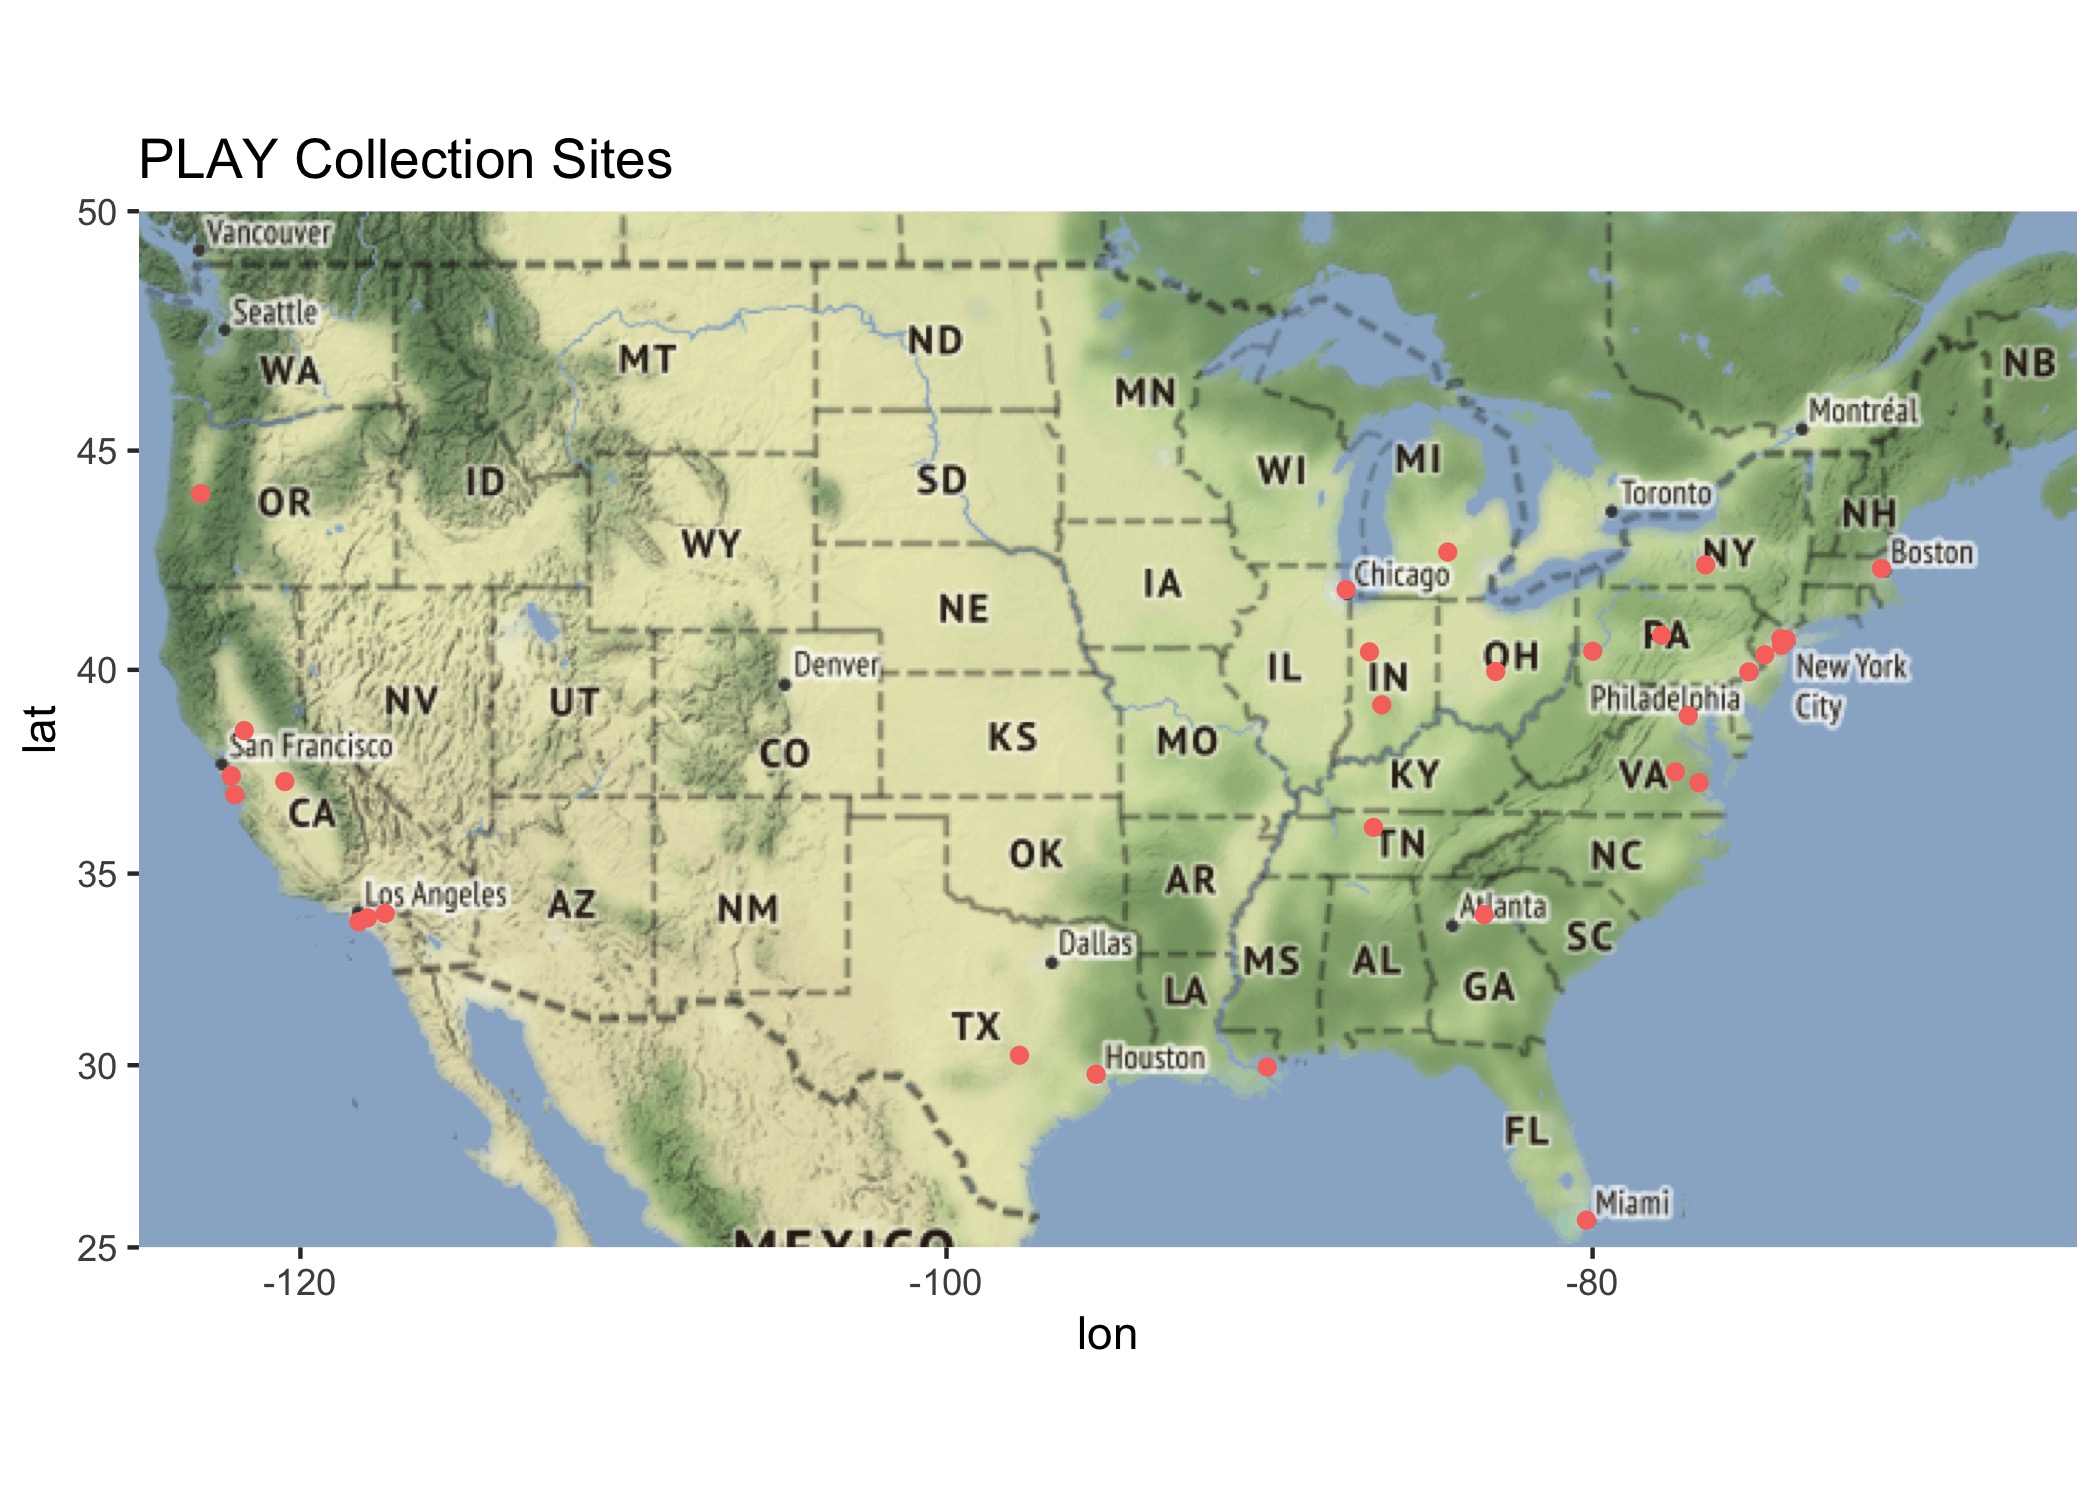 PLAY Collection Sites
50
45
40
35
30
25
lat
Vancouver
Seattle
WA
MT
ND
MN
NB
Montréal
OR
ID
SD
WI
MI
Toronto
NH
WY
NY
Boston
Chicago
IA
NE
PA
OH
IL
IN
Denver
New York
City
NV
UT
Philadelphia
KS
MO
CO
San Francisco
KY
VA
CA
TN
OK
NC
AR
Los Angeles
AZ
NM
Atlanta
SC
Dallas
MS
AL
LA
GA
TX
Houston
FL
Miami
MEXICO
-120
-100
-80
lon